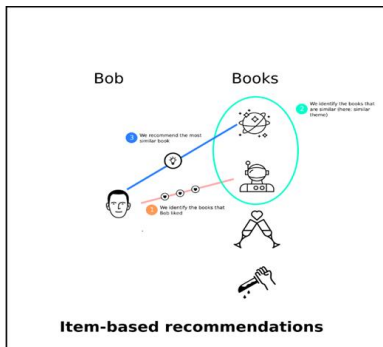 Bob
Books
2 We identify the books that
are similar (here: similar
theme)
3 We recommend the most
similar book
1 We identify the books that
Bob liked
Item-based recommendations